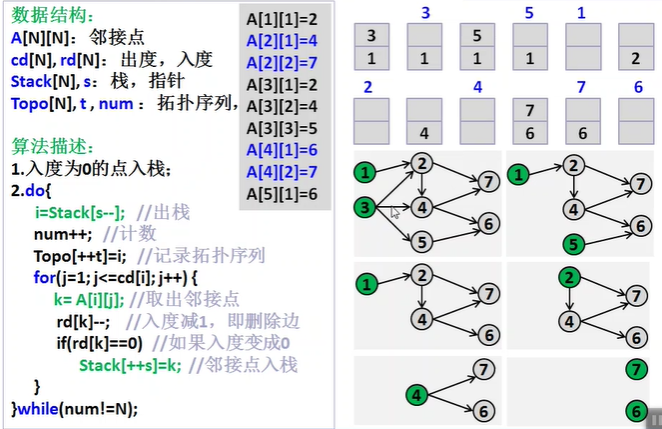 数据结构：
A[N][N]：邻接点
cd[N], rd[N]：出度，入度
Stack[N], s：栈，指针
Topo[N], t , num：拓扑序列，
算法描述：
1.入度为0的点入栈；
2.do{
i=Stack[s--]; //出栈
num++; //计数
Topo[++t]=i; //记录拓扑序列
for(j=1; j<=cd[i]; j++) {
k= A[i][j]; //取出邻接点
rd[k]--; //入度减1，即删除边
if(rd[k]==0) //如果入度变成0
Stack[++s]=k; //邻接点入栈
}
}while(num!=N);
A[1][1]=2
A[2][1]=4
A[2][2]=7
A[3][1]=2
A[3][2]=4
A[3][3]=5
A[4][1]=6
A[4][2]=7
A[5][1]=6
3 5 1
3 5
1 1 1 1 2
2 4 7 6
7
4 6 6
1 2 7 3 4 6 5
1 2 7 4 6 5
1 2 7 4 6
2 7 4 6
7 4 6
7 6